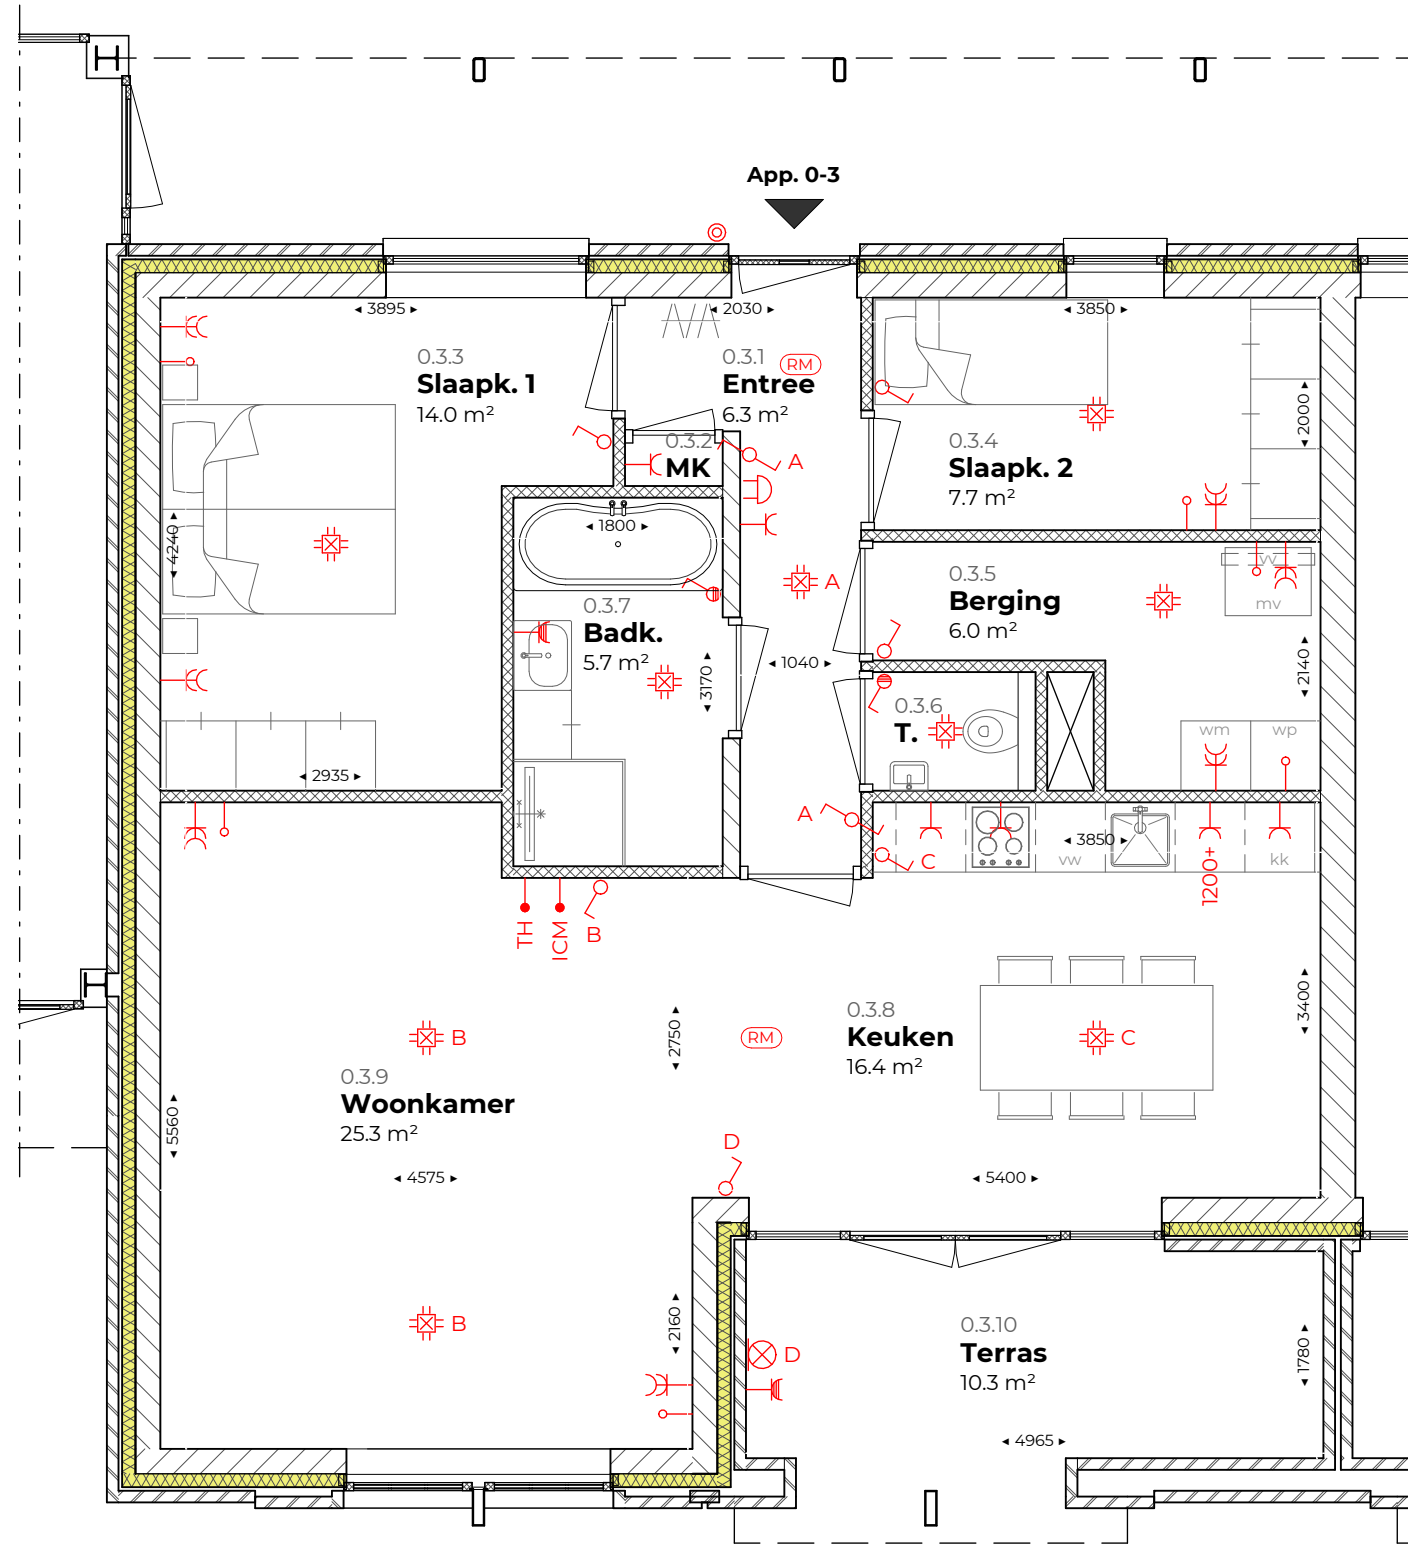 App. 0-3
◂ 3895 ▸
◂ 2030 ▸
◂ 3850 ▸
0.3.3
Slaapk. 1
14.0 m²
0.3.1
RM
Entree
6.3 m²
◂ 2000 ▸
0.3.2
MK
A
0.3.4
Slaapk. 2
7.7 m²
◂ 4240 ▸
◂ 1800 ▸
A
0.3.5
Berging
6.0 m²
vv
mv
0.3.7
Badk.
5.7 m²
◂ 3170 ▸
◂ 1040 ▸
◂ 2140 ▸
0.3.6
T.
wm
wp
◂ 2935 ▸
A
C
vw
◂ 3850 ▸
1200+
kk
TH
ICM
B
B
◂ 2750 ▸
RM
0.3.8
Keuken
16.4 m²
C
◂ 3400 ▸
0.3.9
Woonkamer
25.3 m²
◂ 5560 ▸
D
◂ 4575 ▸
◂ 5400 ▸
B
◂ 2160 ▸
D
0.3.10
Terras
10.3 m²
◂ 1780 ▸
◂ 4965 ▸